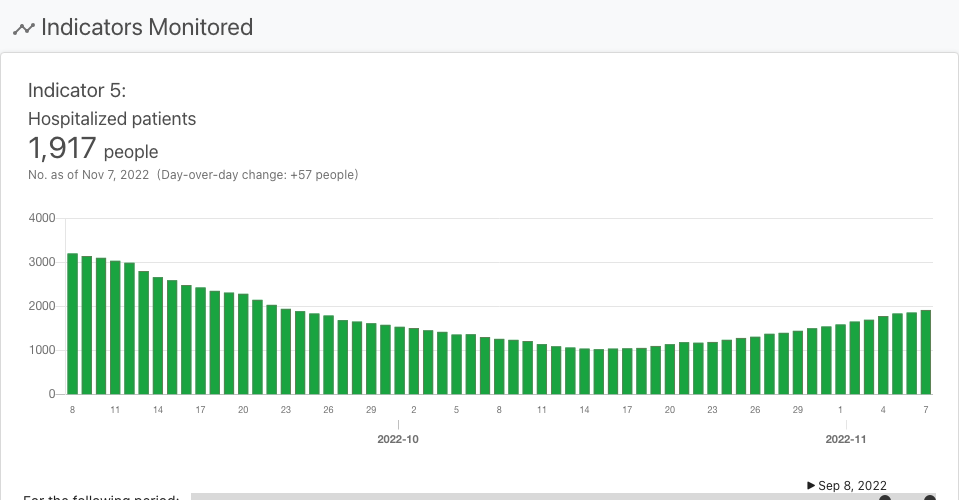 Indicators Monitored
Indicator 5:
Hospitalized patients
1,917 people
No. as of Nov 7, 2022 (Day-over-day change: +57 people)
4000
3000
2000
1000
0
8 11 14 17 20 23 26 29 2 5 8 11 14 17 20 23 26 29 1 4 7
2022-10 2022-11
▶ Sep 8, 2022
For the following period: